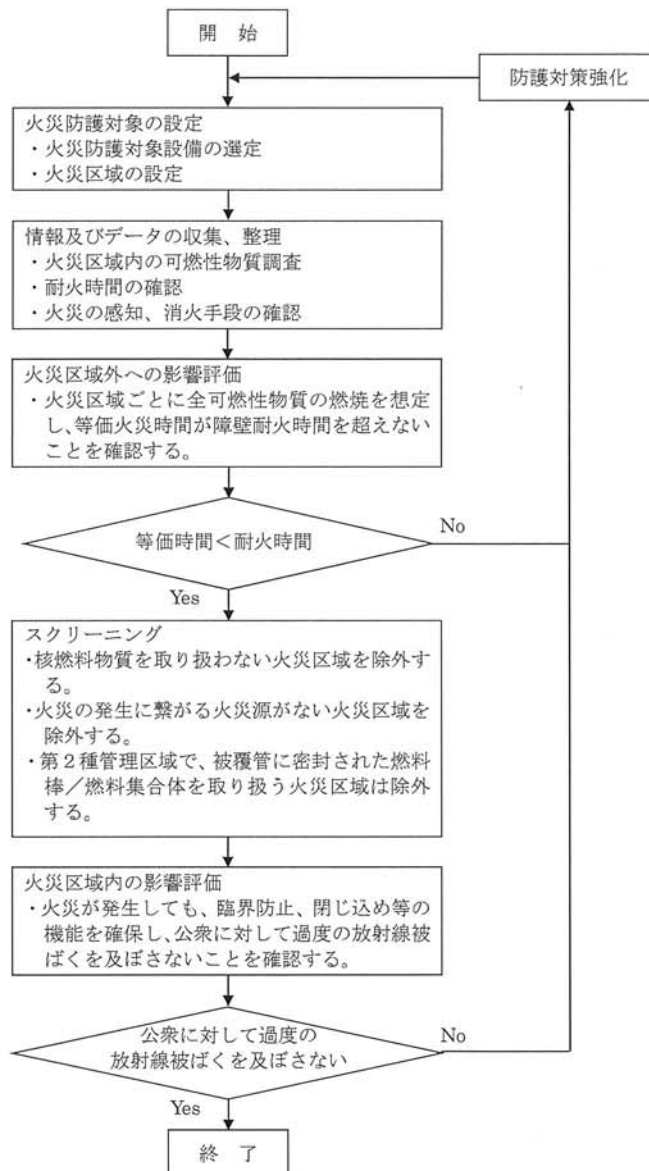 開 始
防護対策強化
火災防護対象の設定
・火災防護対象設備の選定
・火災区域の設定
情報及びデータの収集、整理
・火災区域内の可燃性物質調査
・耐火時間の確認
・火災の感知、消火手段の確認
火災区域外への影響評価
・火災区域ごとに全可燃性物質の燃焼を想定
し、等価火災時間が障壁耐火時間を超えない
ことを確認する。
等価時間＜耐火時間
No
Yes
スクリーニング
・核燃料物質を取り扱わない火災区域を除外す
る。
・火災の発生に繋がる火災源がない火災区域を
除外する。
・第２種管理区域で、被覆管に密封された燃料
棒／燃料集合体を取り扱う火災区域は除外
する。
火災区域内の影響評価
・火災が発生しても、臨界防止、閉じ込め等の
機能を確保し、公衆に対して過度の放射線被
ばくを及ぼさないことを確認する。
公衆に対して過度の
放射線被ばくを及ぼさない
No
Yes
終 了